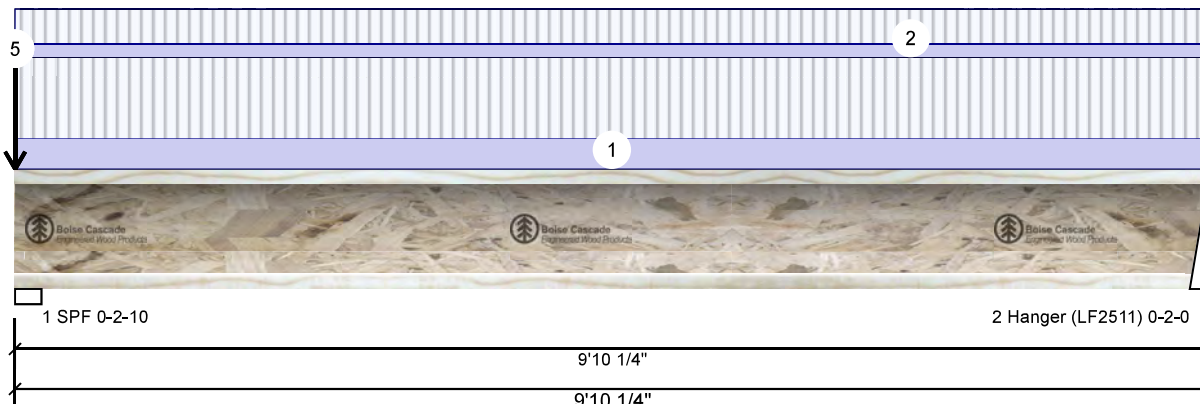 2
5
1
Boise Cascade
Engineered Wood Products
Boise Cascade
Engineered Wood Products
Boise Cascade
Engineered Wood Products
1 SPF 0-2-10
2 Hanger (LF2511) 0-2-0
9'10 1/4"
9'10 1/4"